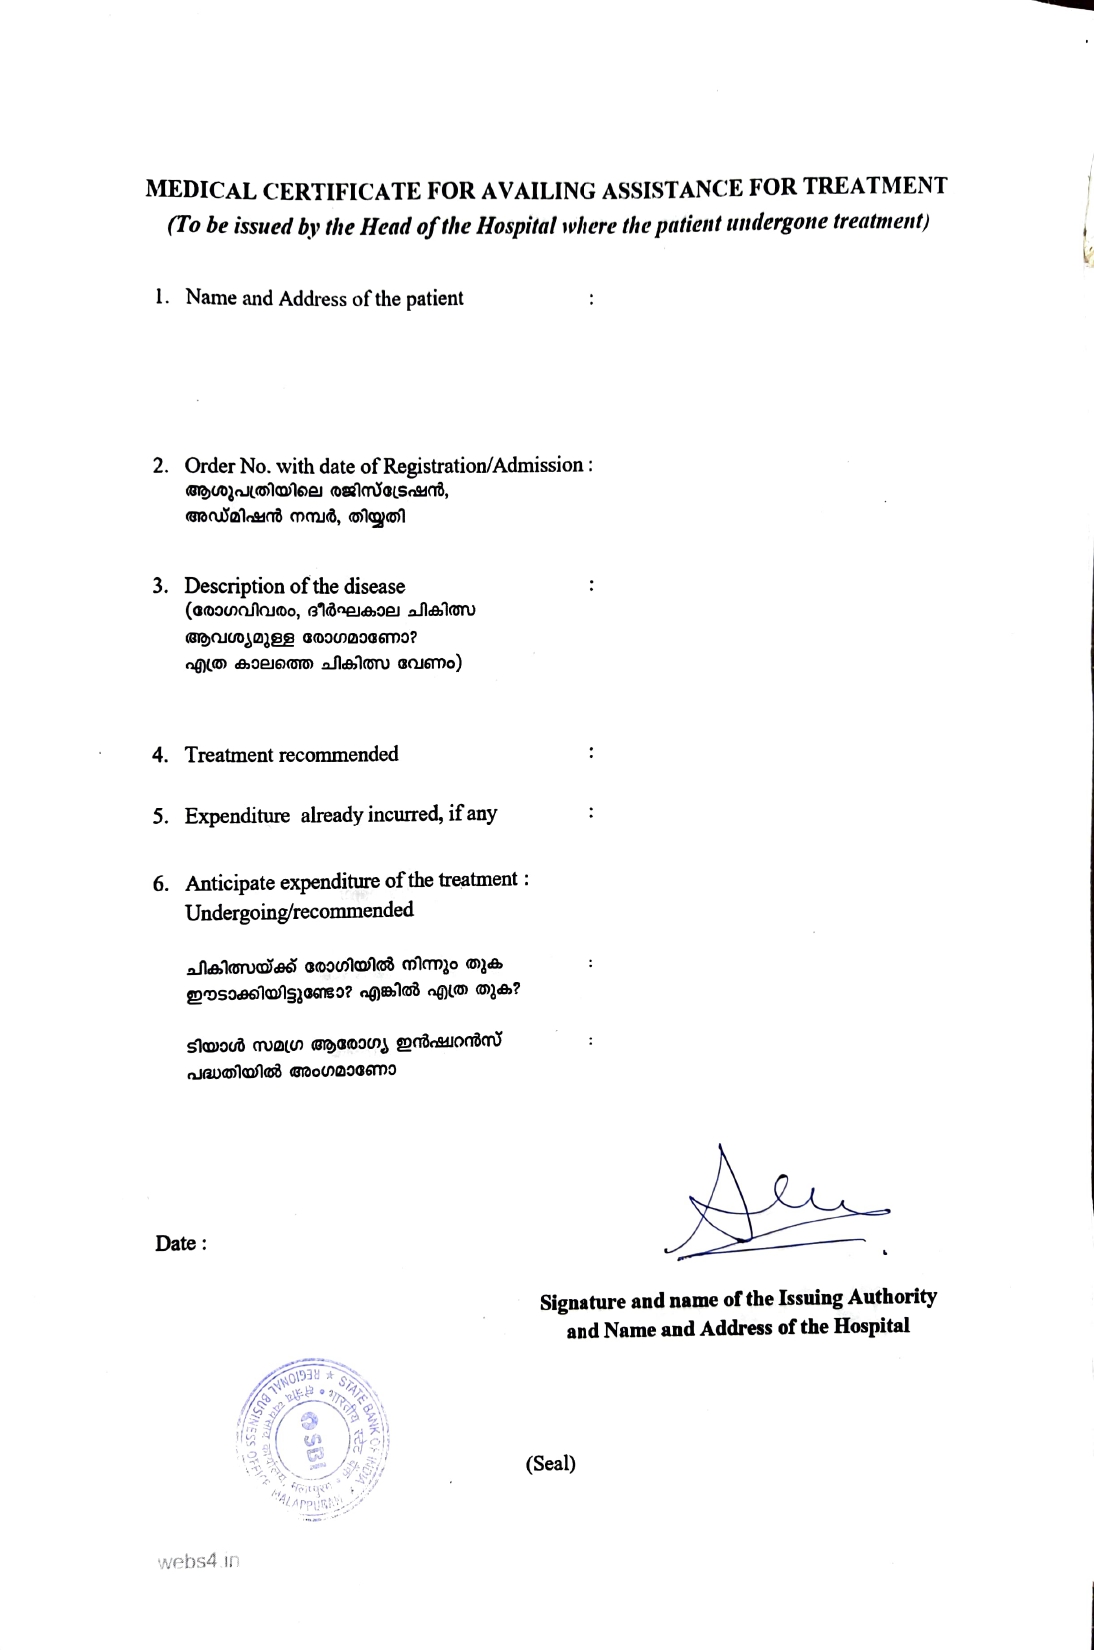 MEDICAL CERTIFICATE FOR AVAILING ASSISTANCE FOR TREATMENT
(To be issued by the Head of the Hospital where the patient undergone treatment)
1. Name and Address of the patient :
2. Order No. with date of Registration/Admission :
ആശുപത്രിയിലെ രജിസ്ട്രേഷൻ,
അഡ്മിഷൻ നമ്പർ, തിയ്യതി
3. Description of the disease :
(രോഗവിവരം, ദീർഘകാല ചികിത്സ
ആവശ്യമുള്ള രോഗമാണോ?
എത്ര കാലത്തെ ചികിത്സ വേണം)
4. Treatment recommended :
5. Expenditure already incurred, if any :
6. Anticipate expenditure of the treatment :
Undergoing/recommended
ചികിത്സയ്ക്ക് രോഗിയിൽ നിന്നും തുക :
ഈടാക്കിയിട്ടുണ്ടോ? എങ്കിൽ എത്ര തുക?
ടിയാൾ സമഗ്ര ആരോഗ്യ ഇൻഷുറൻസ് :
പദ്ധതിയിൽ അംഗമാണോ
Date :
Signature and name of the Issuing Authority
and Name and Address of the Hospital
STATE BANK OF INDIA ★ REGIONAL BUSINESS OFFICE MALAPPURAM
भारतीय स्टेट बैंक
SBI
(Seal)
webs4.in